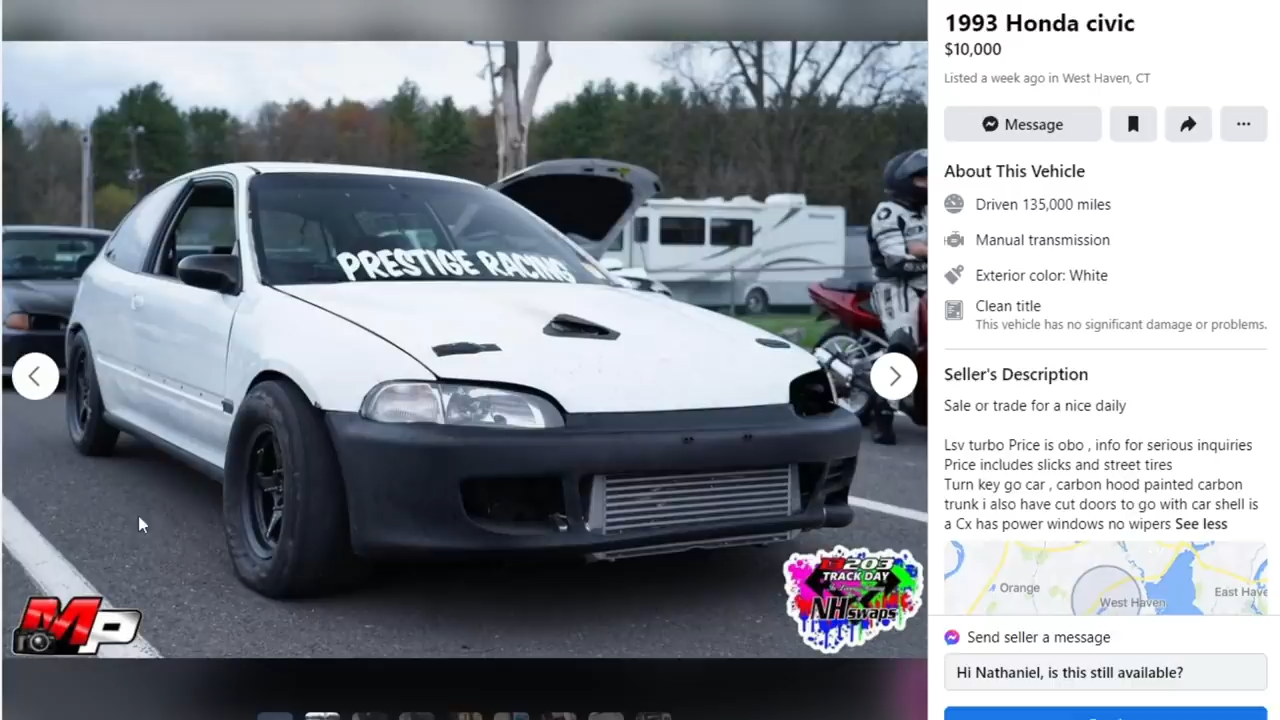 1993 Honda civic
$10,000
Listed a week ago in West Haven, CT
Message
About This Vehicle
Driven 135,000 miles
Manual transmission
Exterior color: White
Clean title
This vehicle has no significant damage or problems.
Seller's Description
Sale or trade for a nice daily
Lsv turbo Price is obo , info for serious inquiries
Price includes slicks and street tires
Turn key go car , carbon hood painted carbon
trunk i also have cut doors to go with car shell is
a Cx has power windows no wipers See less
Orange
West Haven
East Have
Send seller a message
Hi Nathaniel, is this still available?
PRESTIGE RACING
MP
203
TRACK DAY
NHSWAPS